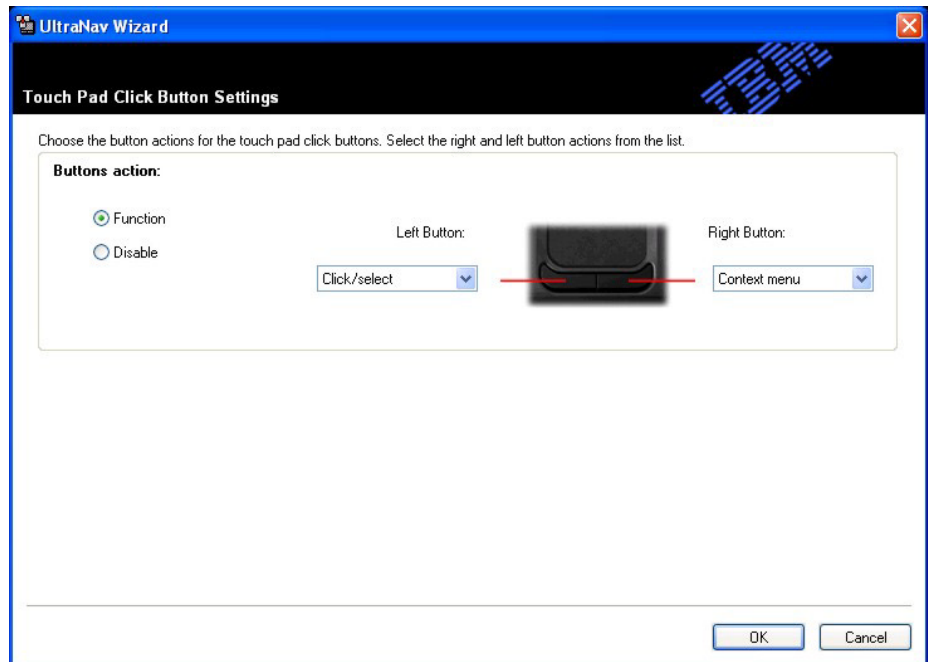 UltraNav Wizard
IBM
Touch Pad Click Button Settings
Choose the button actions for the touch pad click buttons. Select the right and left button actions from the list.
Buttons action:
Function
Disable
Left Button:
Click/select
Right Button:
Context menu
OK
Cancel